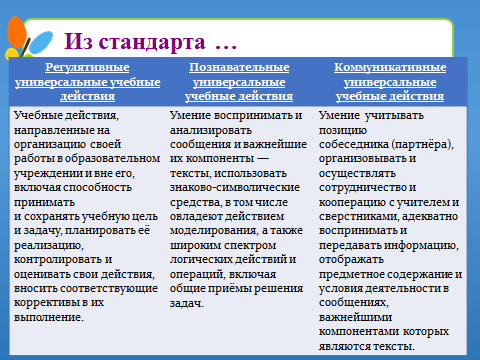 Из стандарта …
Регулятивные
универсальные учебные
действия
Познавательные
универсальные
учебные действия
Коммуникативные
универсальные
учебные действия
Учебные действия,
направленные на
организацию своей
работы в образовательном
учреждении и вне его,
включая способность
принимать
и сохранять учебную цель
и задачу, планировать её
реализацию,
контролировать и
оценивать свои действия,
вносить соответствующие
коррективы в их
выполнение.
Умение воспринимать и
анализировать
сообщения и важнейшие
их компоненты —
тексты, использовать
знаково-символические
средства, в том числе
овладеют действием
моделирования, а также
широким спектром
логических действий и
операций, включая
общие приёмы решения
задач.
Умение учитывать
позицию
собеседника (партнёра),
организовывать и
осуществлять
сотрудничество и
кооперацию с учителем и
сверстниками, адекватно
воспринимать и
передавать информацию,
отображать
предметное содержание и
условия деятельности в
сообщениях,
важнейшими
компонентами которых
являются тексты.